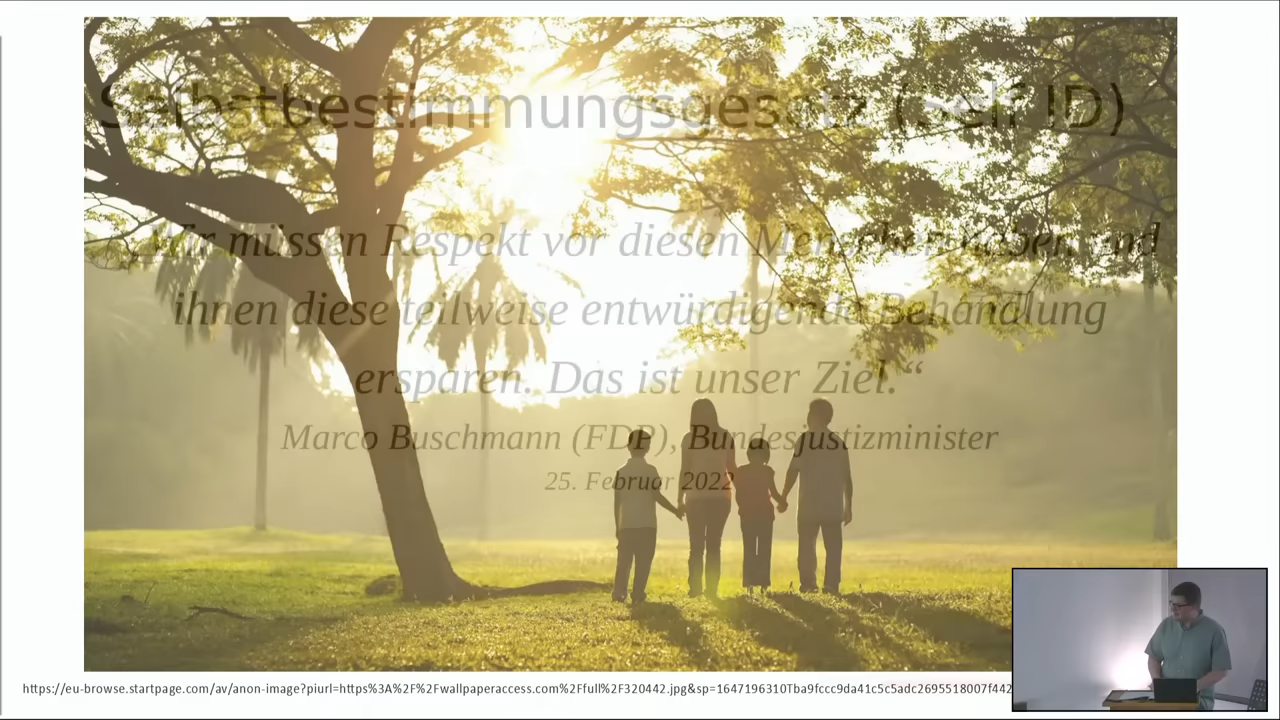 Selbstbestimmungsgesetz (Self ID)
„Wir müssen Respekt vor diesen Menschen haben und
ihnen diese teilweise entwürdigende Behandlung
ersparen. Das ist unser Ziel.“
Marco Buschmann (FDP), Bundesjustizminister
25. Februar 2022
https://eu-browse.startpage.com/av/anon-image?piurl=https%3A%2F%2Fwallpaperaccess.com%2Ffull%2F320442.jpg&sp=1647196310Tba9fccc9da41c5c5adc2695518007f442